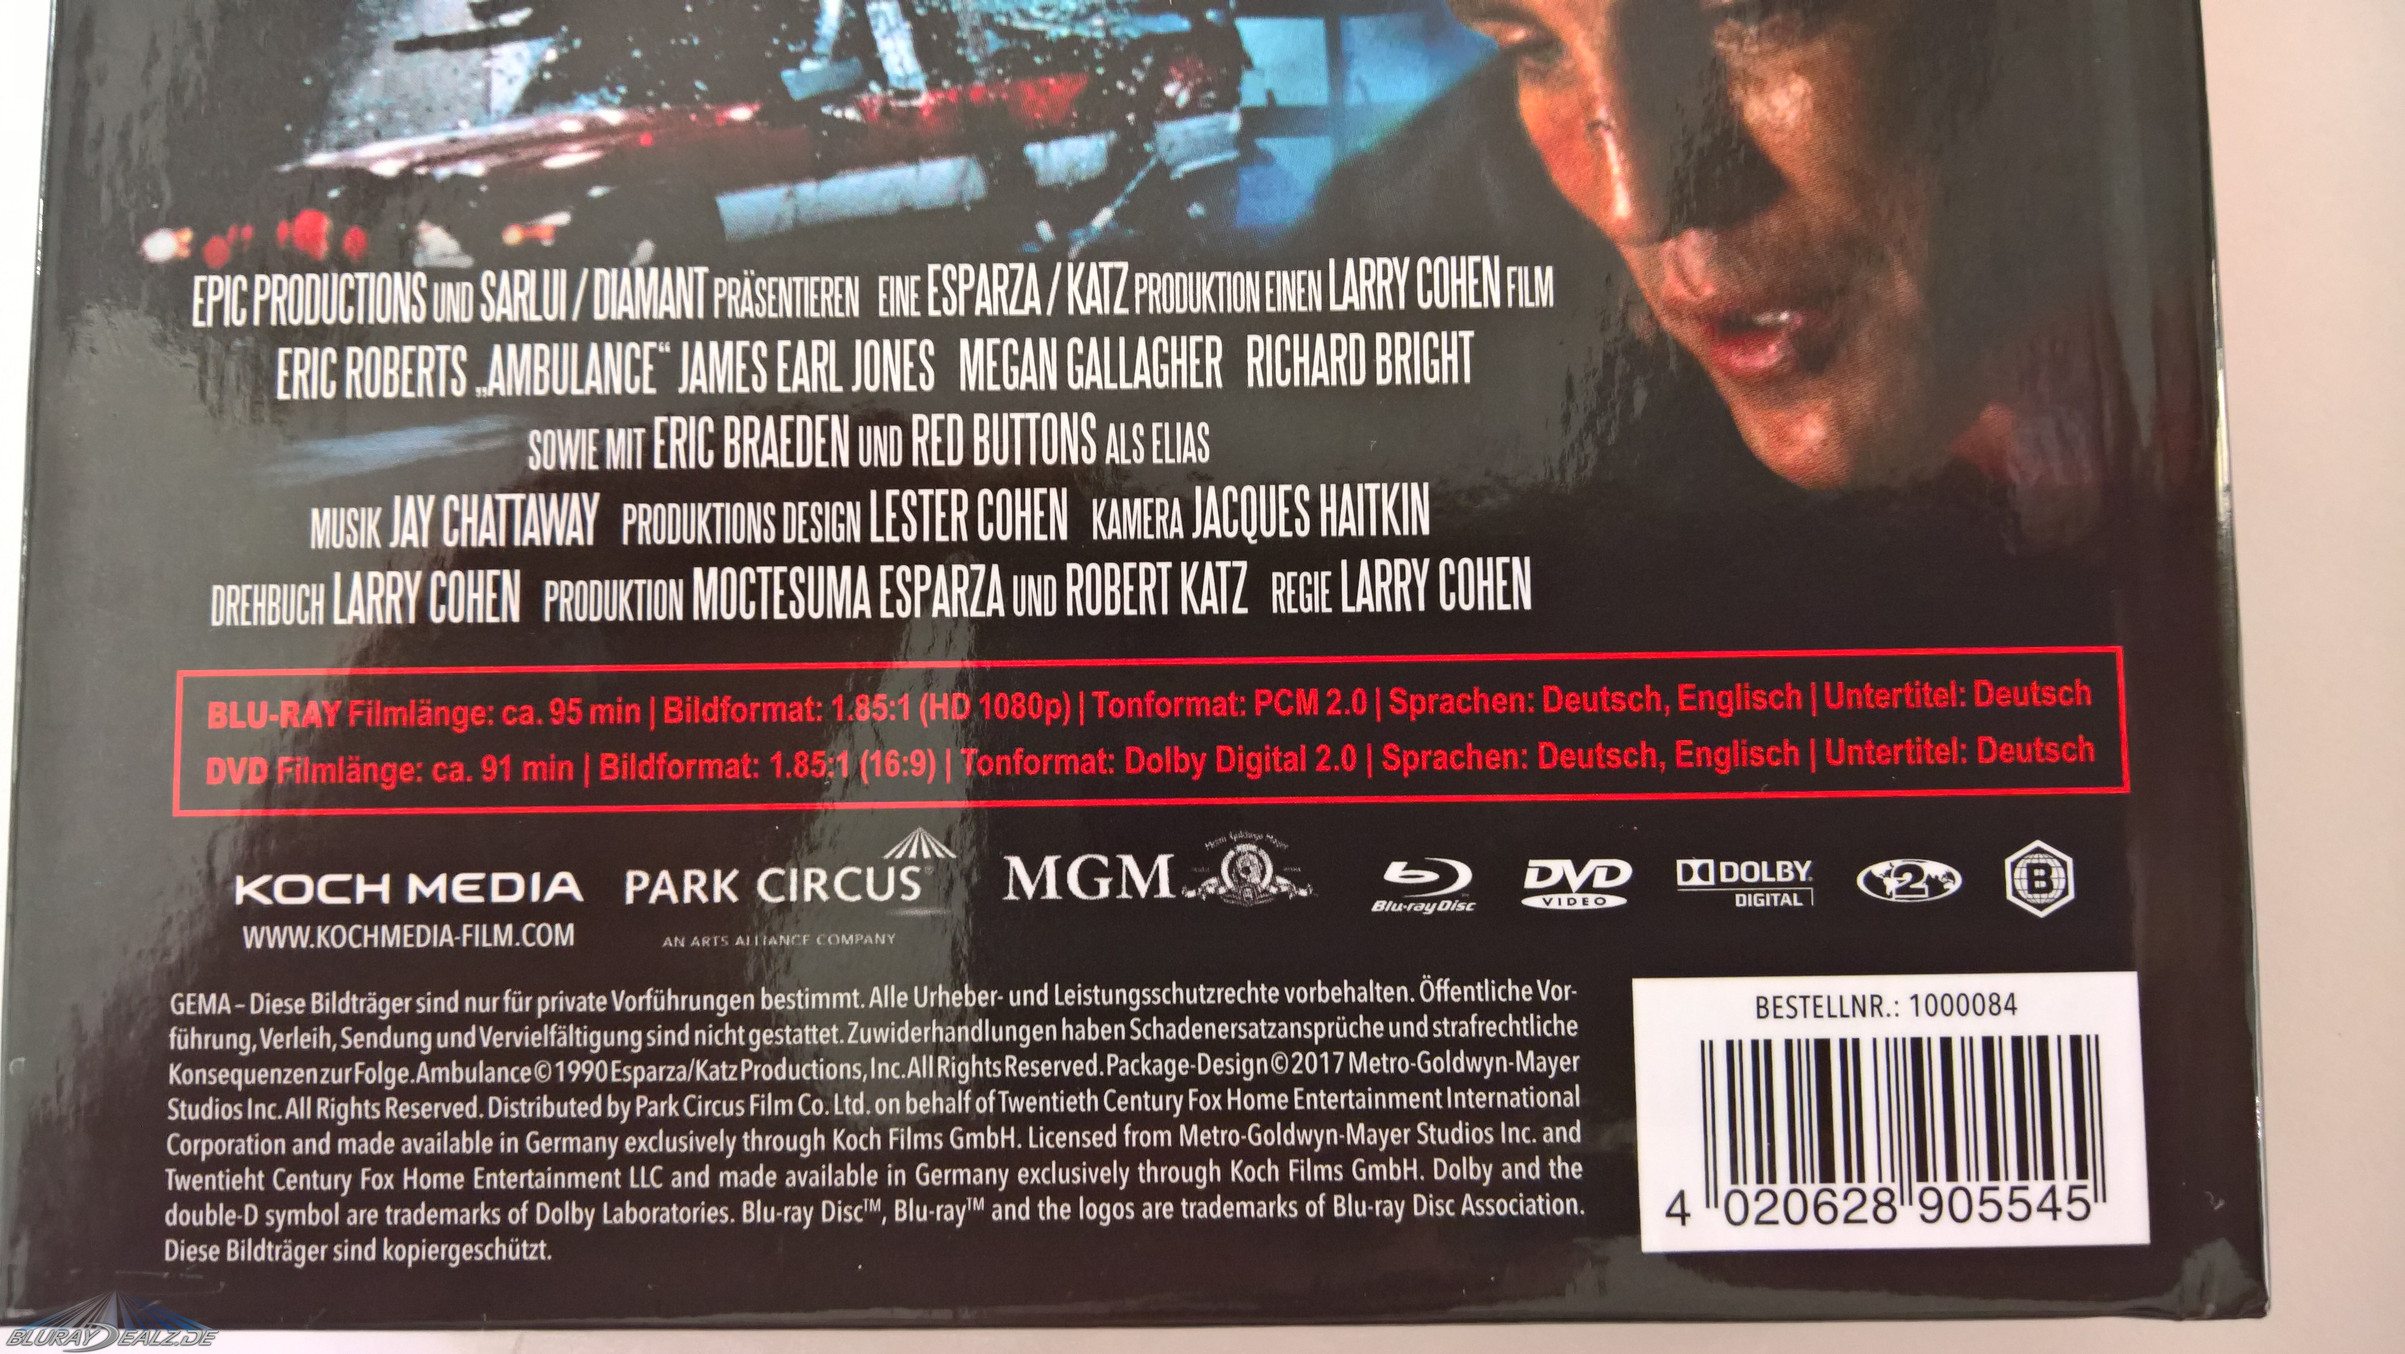 EPIC PRODUCTIONS UND SARLUI / DIAMANT PRÄSENTIEREN EINE ESPARZA / KATZ PRODUKTION EINEN LARRY COHEN FILM
ERIC ROBERTS „AMBULANCE“ JAMES EARL JONES MEGAN GALLAGHER RICHARD BRIGHT
SOWIE MIT ERIC BRAEDEN UND RED BUTTONS ALS ELIAS
MUSIK JAY CHATTAWAY PRODUKTIONS DESIGN LESTER COHEN KAMERA JACQUES HAITKIN
DREHBUCH LARRY COHEN PRODUKTION MOCTESUMA ESPARZA UND ROBERT KATZ REGIE LARRY COHEN
BLU-RAY Filmlänge: ca. 95 min | Bildformat: 1.85:1 (HD 1080p) | Tonformat: PCM 2.0 | Sprachen: Deutsch, Englisch | Untertitel: Deutsch
DVD Filmlänge: ca. 91 min | Bildformat: 1.85:1 (16:9) | Tonformat: Dolby Digital 2.0 | Sprachen: Deutsch, Englisch | Untertitel: Deutsch
KOCH MEDIA
WWW.KOCHMEDIA-FILM.COM
PARK CIRCUS
AN ARTS ALLIANCE COMPANY
MGM
Blu-ray Disc
DVD
VIDEO
DOLBY
DIGITAL
2
B
GEMA – Diese Bildträger sind nur für private Vorführungen bestimmt. Alle Urheber- und Leistungsschutzrechte vorbehalten. Öffentliche Vor-
führung, Verleih, Sendung und Vervielfältigung sind nicht gestattet. Zuwiderhandlungen haben Schadenersatzansprüche und strafrechtliche
Konsequenzen zur Folge. Ambulance © 1990 Esparza/Katz Productions, Inc. All Rights Reserved. Package-Design © 2017 Metro-Goldwyn-Mayer
Studios Inc. All Rights Reserved. Distributed by Park Circus Film Co. Ltd. on behalf of Twentieth Century Fox Home Entertainment International
Corporation and made available in Germany exclusively through Koch Films GmbH. Licensed from Metro-Goldwyn-Mayer Studios Inc. and
Twentieht Century Fox Home Entertainment LLC and made available in Germany exclusively through Koch Films GmbH. Dolby and the
double-D symbol are trademarks of Dolby Laboratories. Blu-ray Disc™, Blu-ray™ and the logos are trademarks of Blu-ray Disc Association.
Diese Bildträger sind kopiergeschützt.
BESTELLNR.: 1000084
4 020628 905545
BLURAYDEALZ.DE